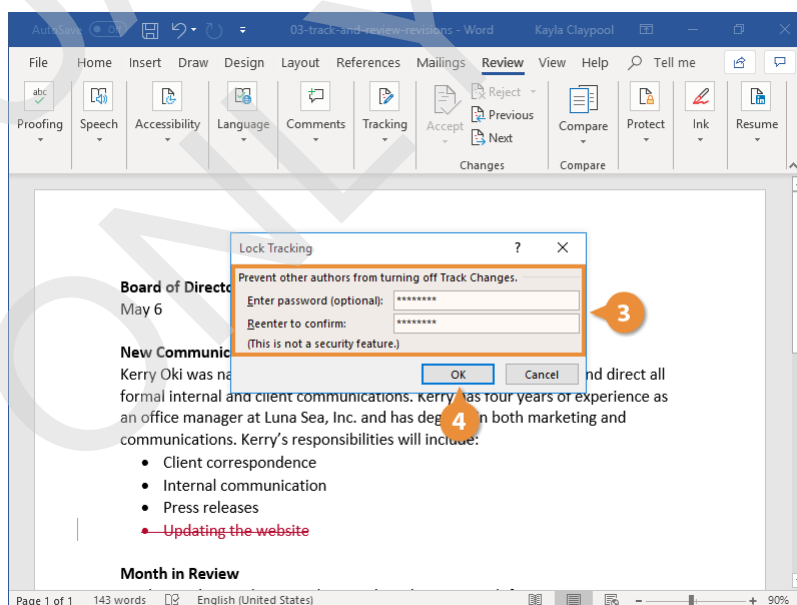 AutoSave Off 03-track-and-review-revisions - Word Kayla Claypool
File Home Insert Draw Design Layout References Mailings Review View Help Tell me
abc
Proofing Speech Accessibility Language Comments Tracking Accept Reject Previous Next Compare Protect Ink Resume
Changes Compare
Lock Tracking ? ×
Prevent other authors from turning off Track Changes.
Enter password (optional): ********
Reenter to confirm: ********
(This is not a security feature.)
OK Cancel
3
4
Board of Directo
May 6
New Communic
Kerry Oki was na nd direct all
formal internal and client communications. Kerry has four years of experience as
an office manager at Luna Sea, Inc. and has deg n both marketing and
communications. Kerry’s responsibilities will include:
• Client correspondence
• Internal communication
• Press releases
• Updating the website
Month in Review
Page 1 of 1 143 words English (United States) - + 90%